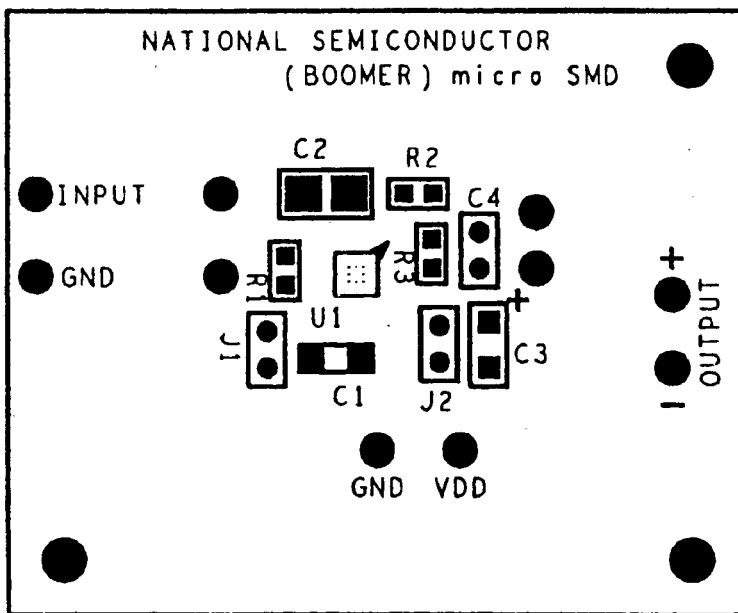 NATIONAL SEMICONDUCTOR
(BOOMER) micro SMD
C2
R2
C4
INPUT
GND
R1
R3
+
U1
J1
C1
J2
+
C3
OUTPUT
-
GND VDD